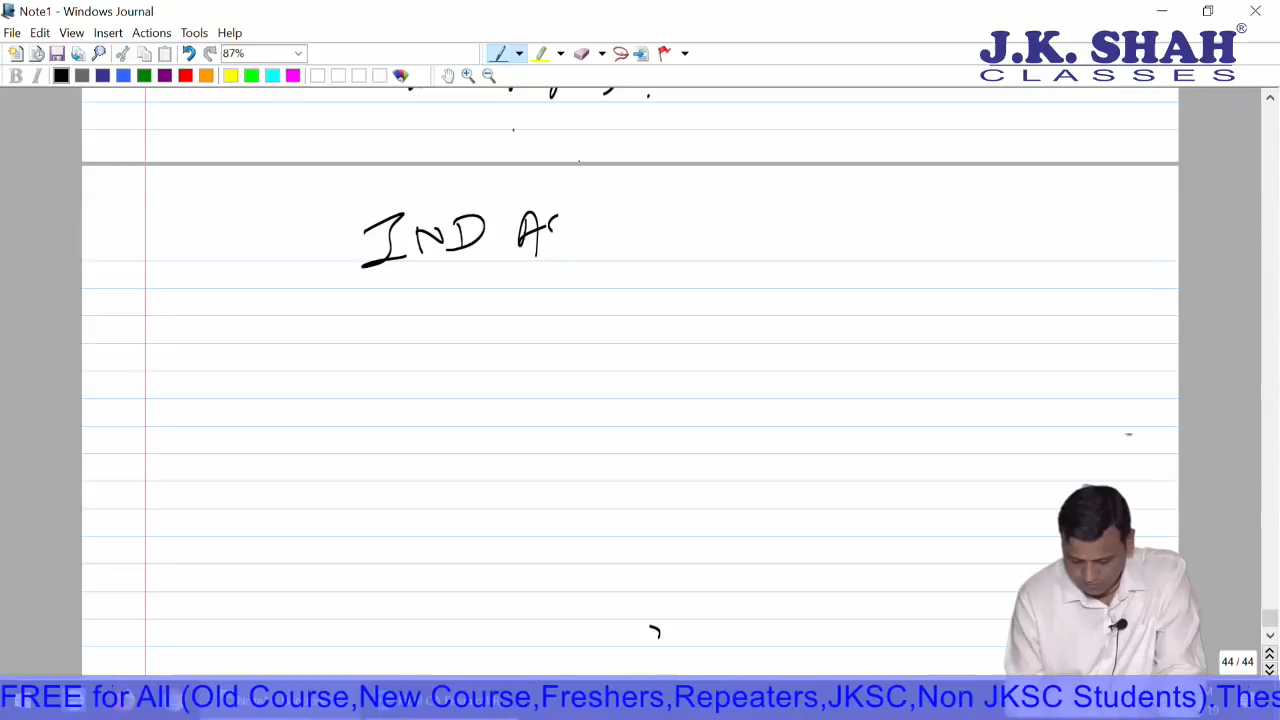 Note1 - Windows Journal
File Edit View Insert Actions Tools Help
87%
B I
J.K. SHAH®
CLASSES
IND AS
44 / 44
FREE for All (Old Course,New Course,Freshers,Repeaters,JKSC,Non JKSC Students).Thes